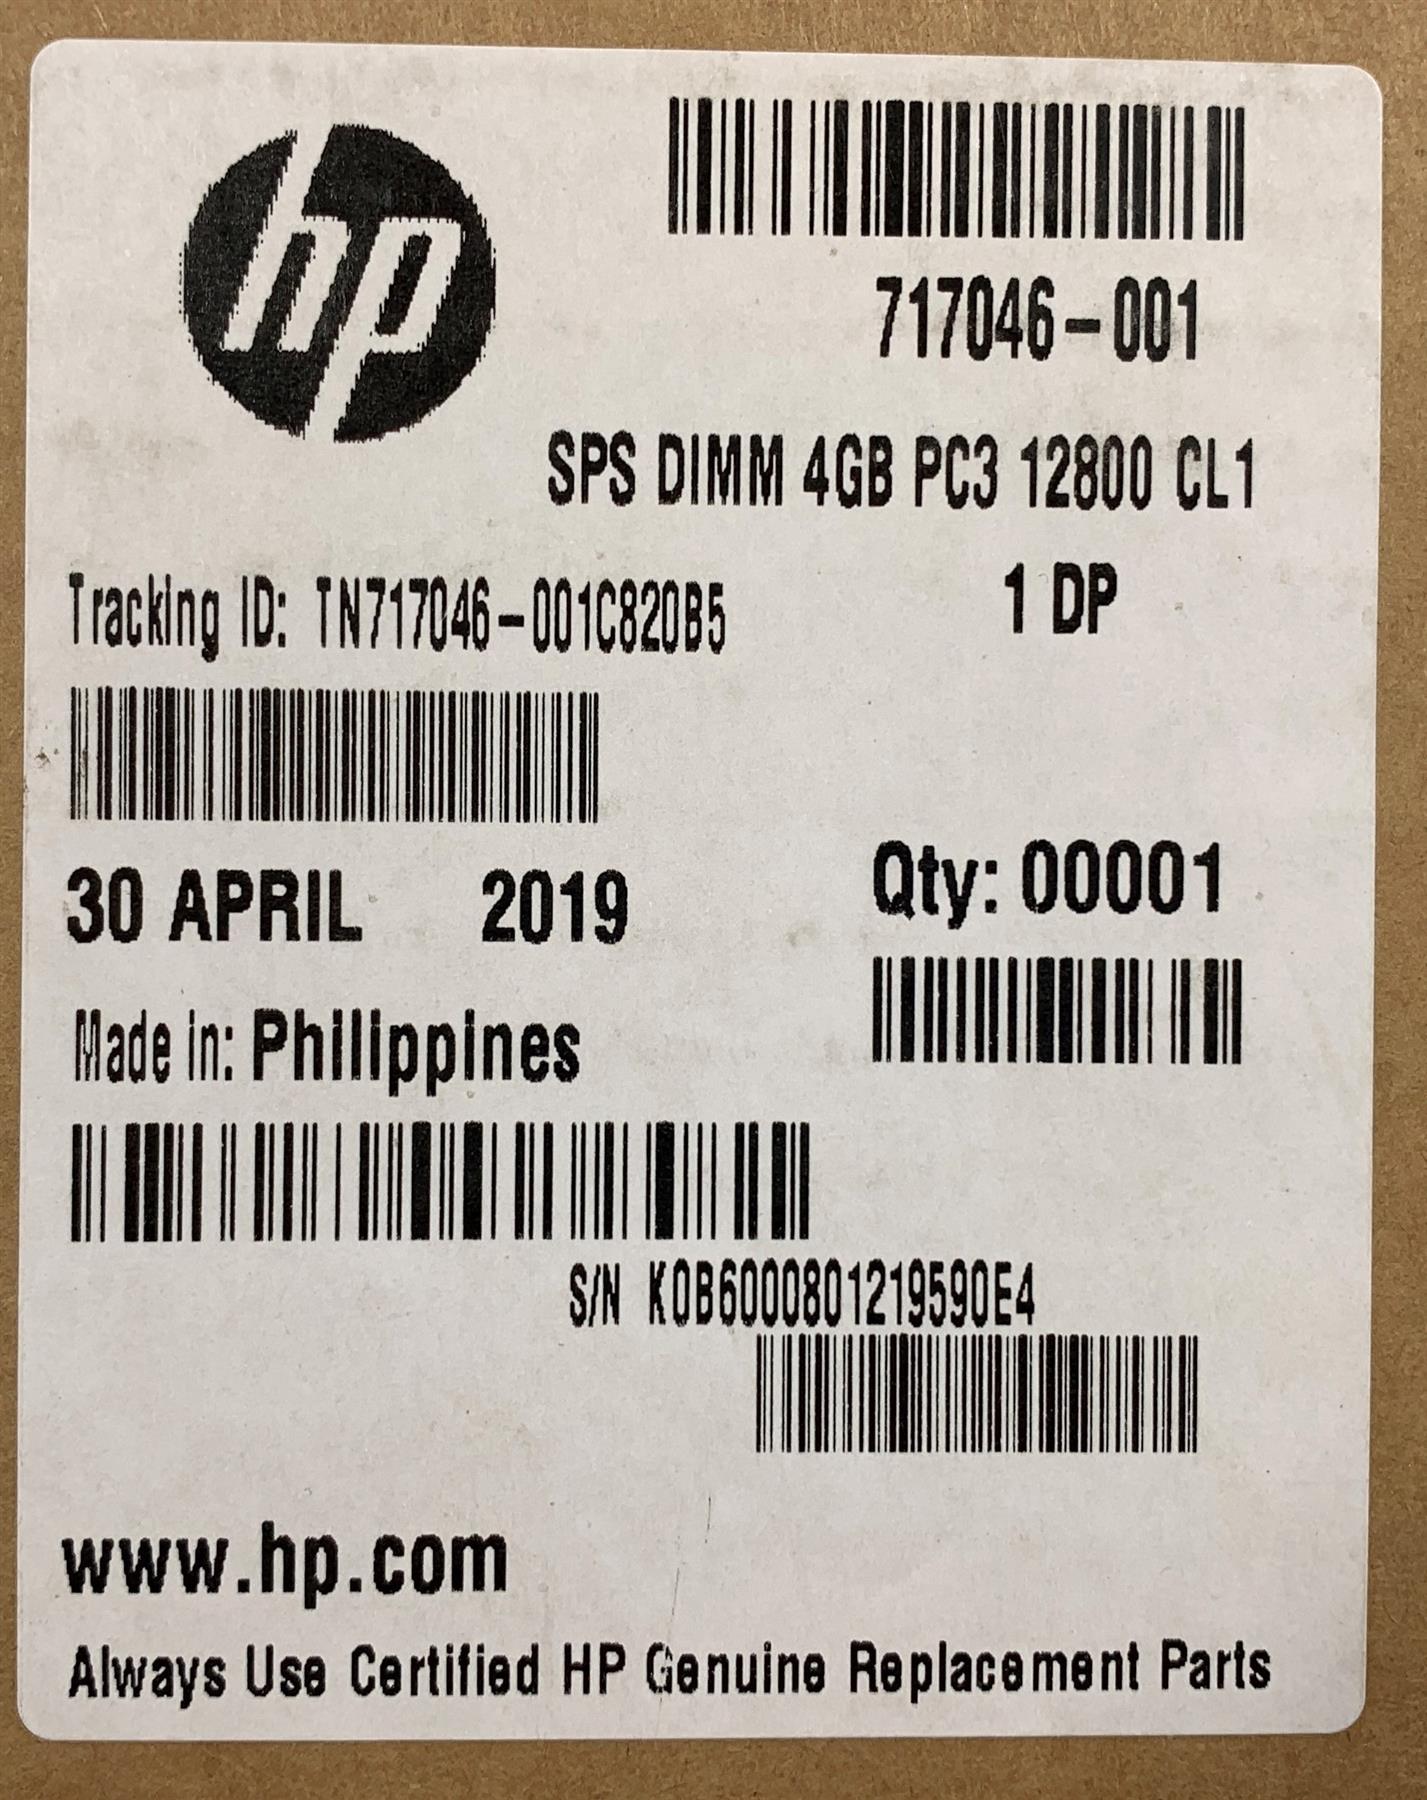 hp
717046-001
SPS DIMM 4GB PC3 12800 CL1
1 DP
Tracking ID: TN717046-001C820B5
30 APRIL 2019
Qty: 00001
Made in: Philippines
S/N K0B6000801219590E4
www.hp.com
Always Use Certified HP Genuine Replacement Parts